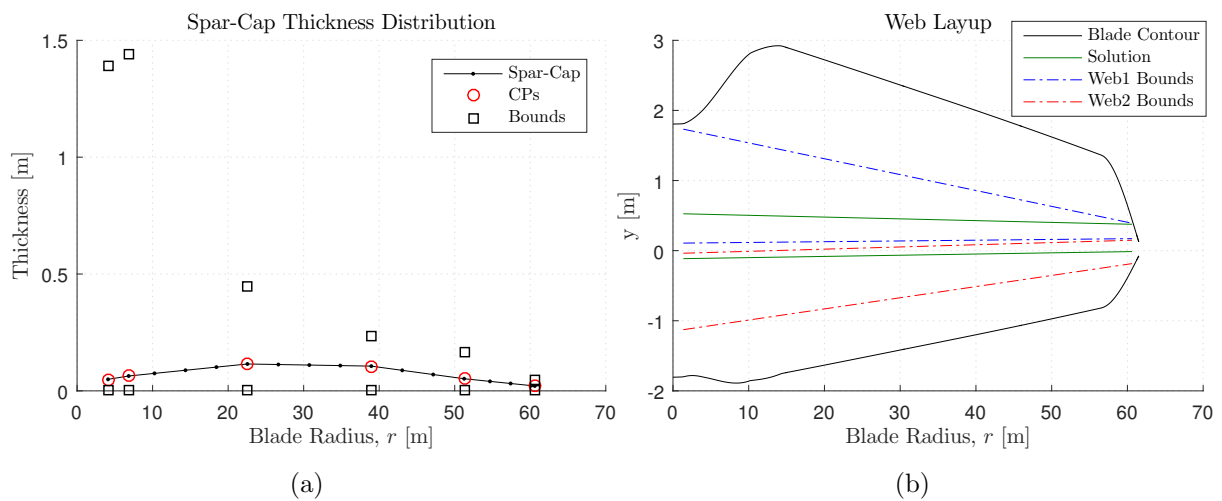 Spar-Cap Thickness Distribution
1.5
1
0.5
0
Thickness [m]
Spar-Cap
CPs
Bounds
0 10 20 30 40 50 60 70
Blade Radius, r [m]
(a)
Web Layup
3
2
1
0
-1
-2
y [m]
Blade Contour
Solution
Web1 Bounds
Web2 Bounds
0 10 20 30 40 50 60 70
Blade Radius, r [m]
(b)